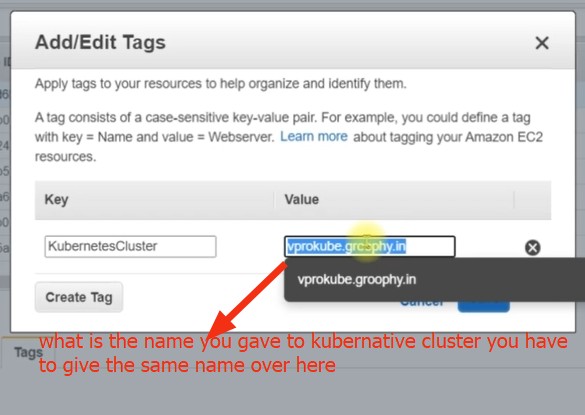 Add/Edit Tags
Apply tags to your resources to help organize and identify them.
A tag consists of a case-sensitive key-value pair. For example, you could define a tag
with key = Name and value = Webserver. Learn more about tagging your Amazon EC2
resources.
Key Value
KubernetesCluster vprokube.groophy.in
vprokube.groophy.in
Create Tag
what is the name you gave to kubernative cluster you have
Tags
to give the same name over here